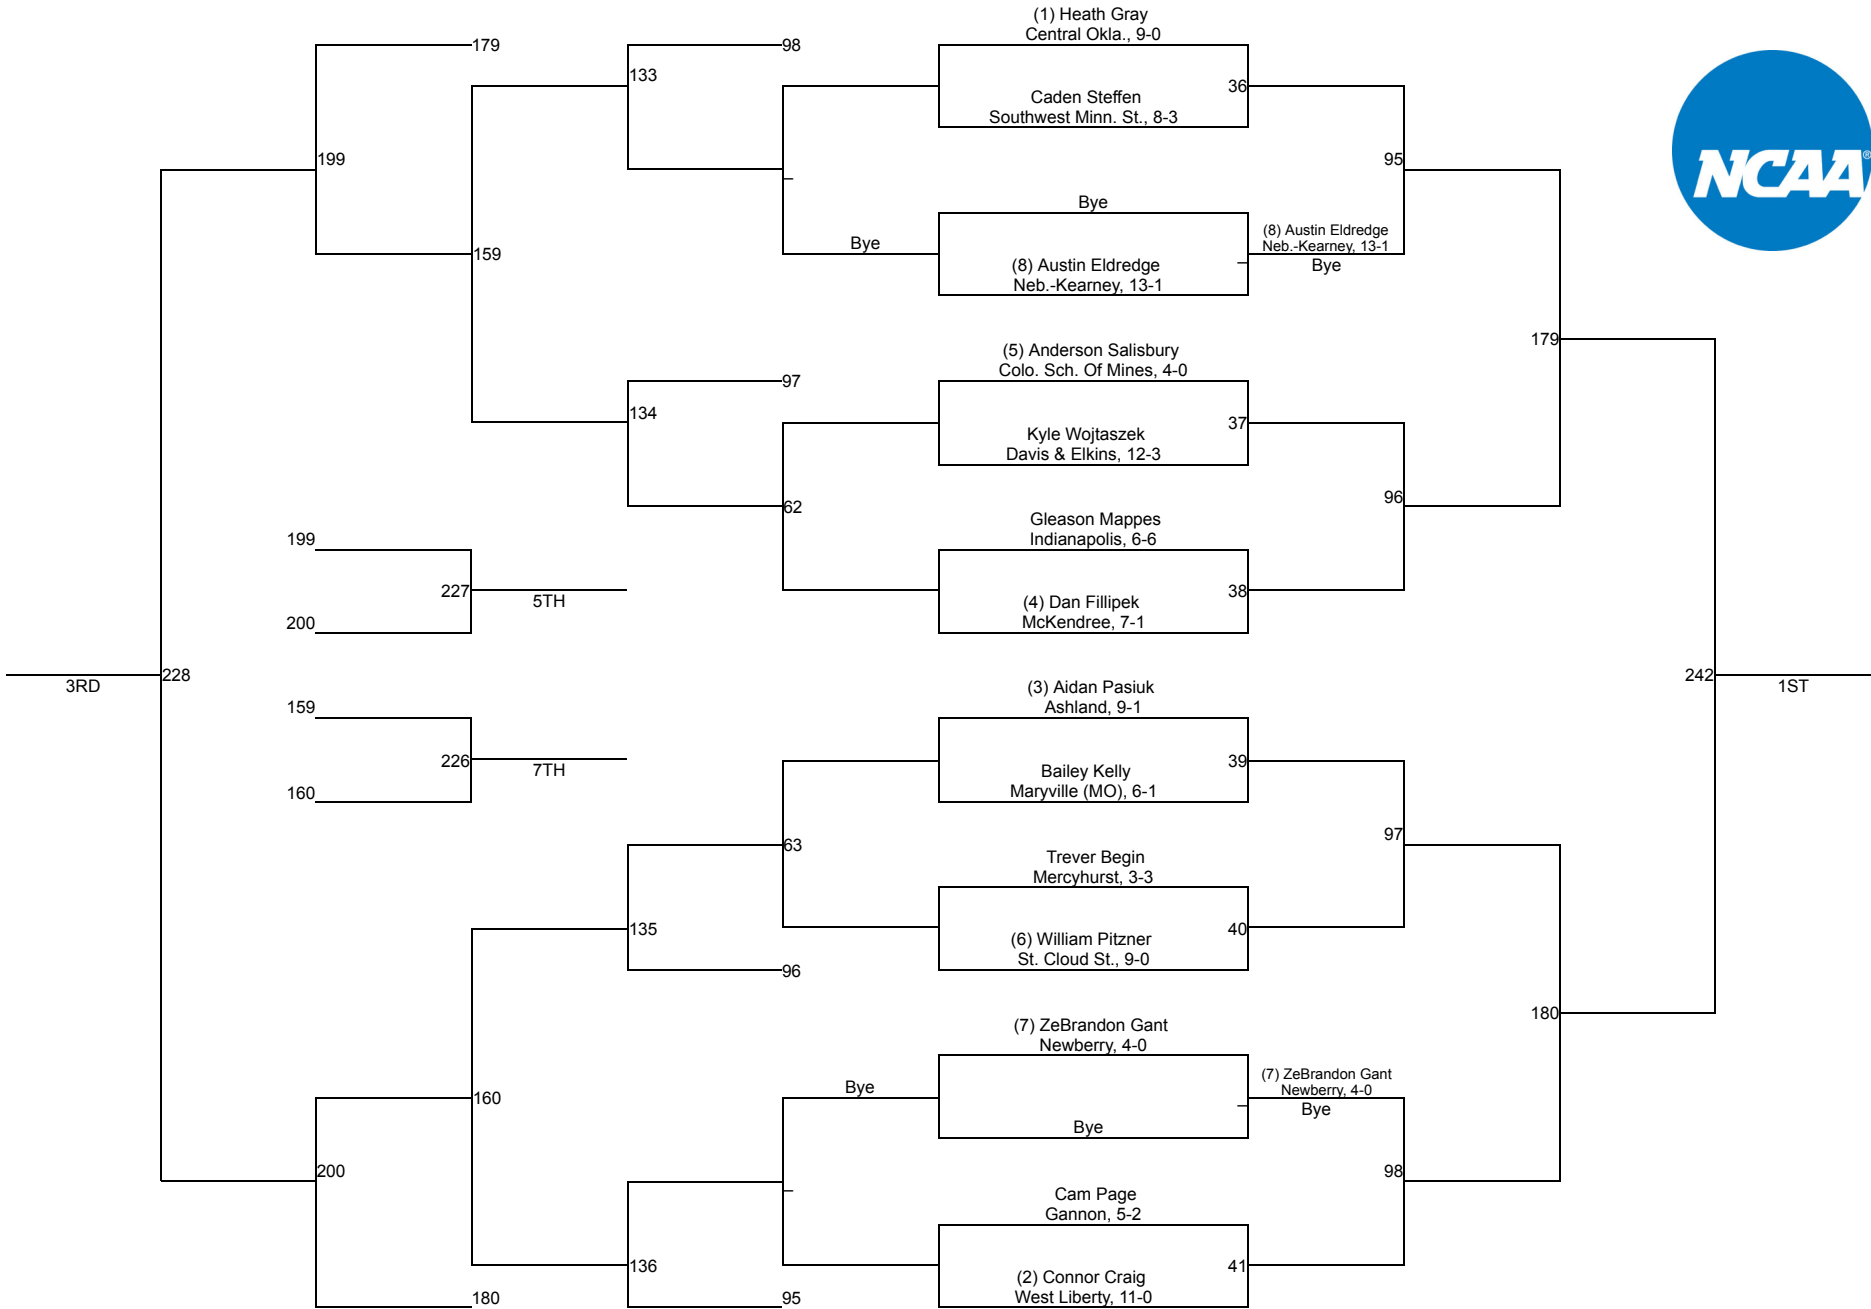 (1) Heath Gray
Central Okla., 9-0
179
98
133
Caden Steffen
Southwest Minn. St., 8-3
36
95
199
NCAA®
Bye
Bye
(8) Austin Eldredge
Neb.-Kearney, 13-1
Bye
159
(8) Austin Eldredge
Neb.-Kearney, 13-1
179
(5) Anderson Salisbury
Colo. Sch. Of Mines, 4-0
97
134
Kyle Wojtaszek
Davis & Elkins, 12-3
37
62
96
Gleason Mappes
Indianapolis, 6-6
199
227
5TH
200
(4) Dan Fillipek
McKendree, 7-1
38
3RD
228
242
1ST
(3) Aidan Pasiuk
Ashland, 9-1
159
226
7TH
160
Bailey Kelly
Maryville (MO), 6-1
39
63
97
Trever Begin
Mercyhurst, 3-3
135
(6) William Pitzner
St. Cloud St., 9-0
40
96
180
(7) ZeBrandon Gant
Newberry, 4-0
Bye
(7) ZeBrandon Gant
Newberry, 4-0
Bye
160
Bye
200
98
Cam Page
Gannon, 5-2
136
(2) Connor Craig
West Liberty, 11-0
41
180
95